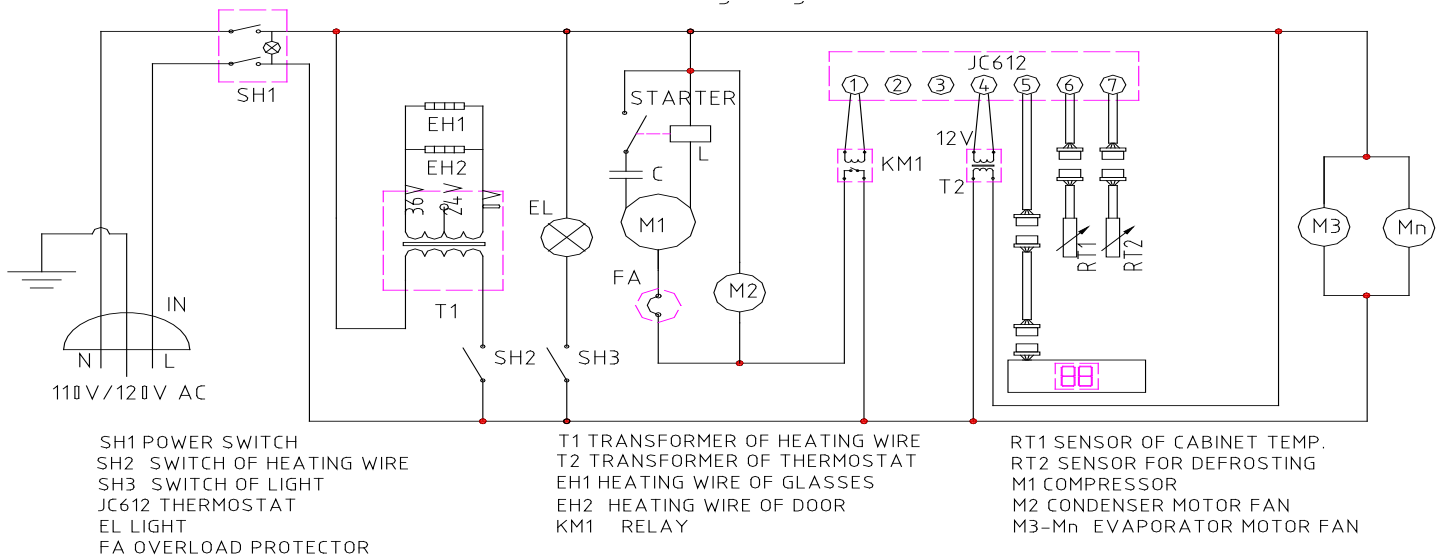 JC612
1 2 3 4 5 6 7
SH1
STARTER
EH1
EH2
L
12V
KM1
C
T2
36V
24V
EL
M1
M3
Mn
RT1
RT2
FA
M2
T1
IN
N
L
SH2
SH3
88
110V/120V AC
SH1 POWER SWITCH
SH2 SWITCH OF HEATING WIRE
SH3 SWITCH OF LIGHT
JC612 THERMOSTAT
EL LIGHT
FA OVERLOAD PROTECTOR
T1 TRANSFORMER OF HEATING WIRE
T2 TRANSFORMER OF THERMOSTAT
EH1 HEATING WIRE OF GLASSES
EH2 HEATING WIRE OF DOOR
KM1 RELAY
RT1 SENSOR OF CABINET TEMP.
RT2 SENSOR FOR DEFROSTING
M1 COMPRESSOR
M2 CONDENSER MOTOR FAN
M3-Mn EVAPORATOR MOTOR FAN